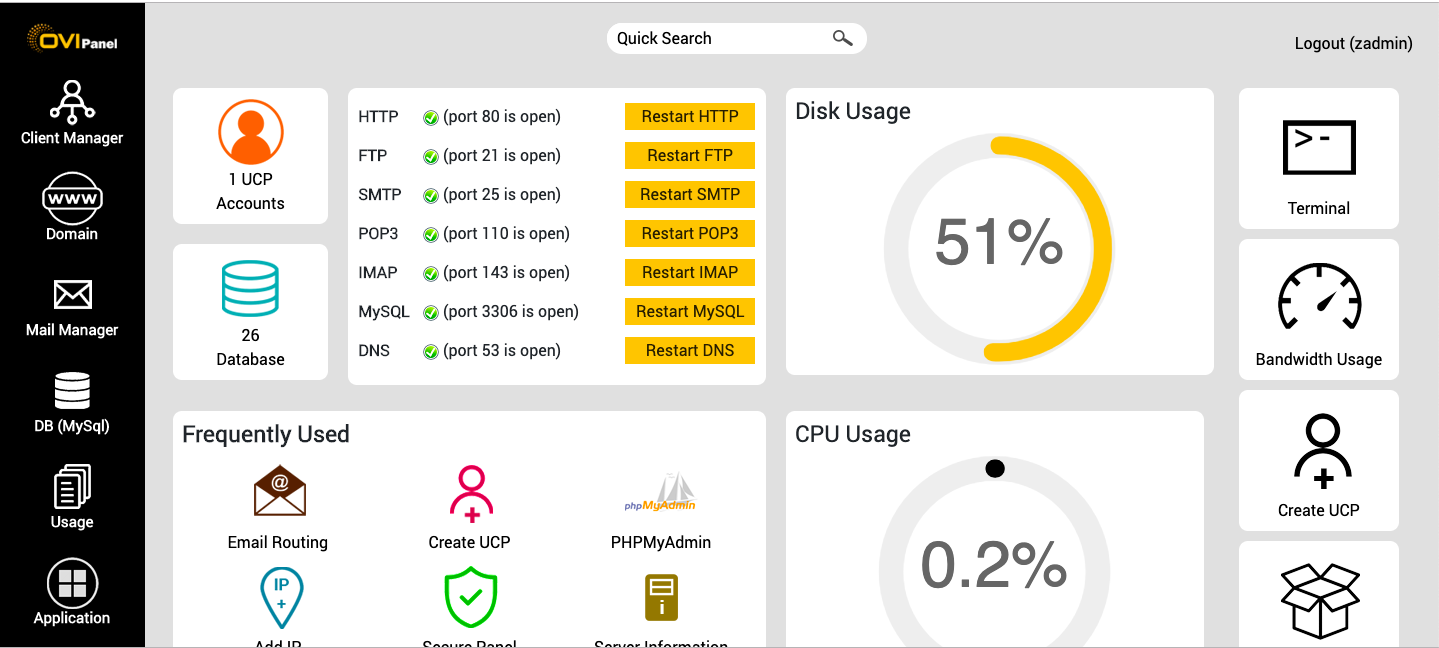 OVI Panel
Quick Search
Logout (zadmin)
Client Manager
www
Domain
Mail Manager
DB (MySql)
Usage
Application
1 UCP
Accounts
26
Database
HTTP (port 80 is open) Restart HTTP
FTP (port 21 is open) Restart FTP
SMTP (port 25 is open) Restart SMTP
POP3 (port 110 is open) Restart POP3
IMAP (port 143 is open) Restart IMAP
MySQL (port 3306 is open) Restart MySQL
DNS (port 53 is open) Restart DNS
Disk Usage
51%
Terminal
Bandwidth Usage
Create UCP
Frequently Used
@
Email Routing
Create UCP
phpMyAdmin
PHPMyAdmin
IP
+
Add IP
Secure Panel
i
Server Information
CPU Usage
0.2%